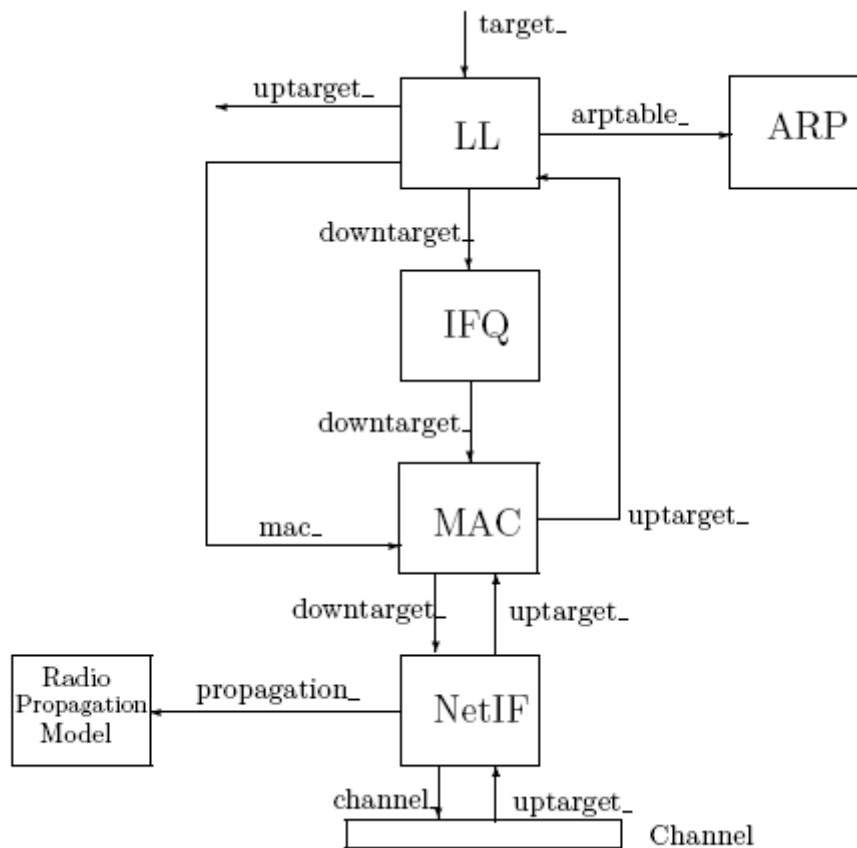 target_
uptarget_
LL
arptable_
ARP
downtarget_
IFQ
downtarget_
MAC
mac_
uptarget_
downtarget_
uptarget_
Radio
Propagation
Model
propagation_
NetIF
channel_
uptarget_
Channel